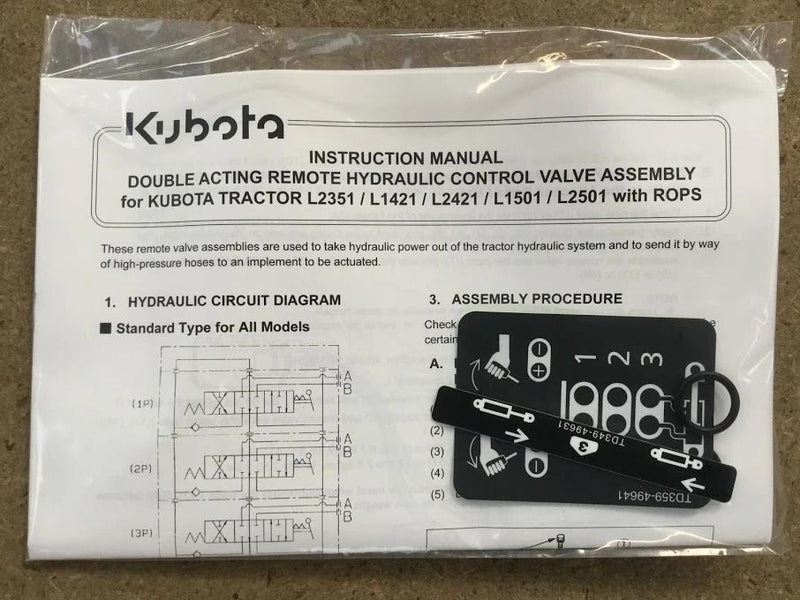 Kubota
INSTRUCTION MANUAL
DOUBLE ACTING REMOTE HYDRAULIC CONTROL VALVE ASSEMBLY
for KUBOTA TRACTOR L2351 / L1421 / L2421 / L1501 / L2501 with ROPS
These remote valve assemblies are used to take hydraulic power out of the tractor hydraulic system and to send it by way
of high-pressure hoses to an implement to be actuated.
1. HYDRAULIC CIRCUIT DIAGRAM
■ Standard Type for All Models
(1P)
A
B
(2P)
A
B
(3P)
A
B
3. ASSEMBLY PROCEDURE
Check
certain
A.
(2)
(3)
(4)
(5)
1
2
3
TD349-49631
3
TD359-49641